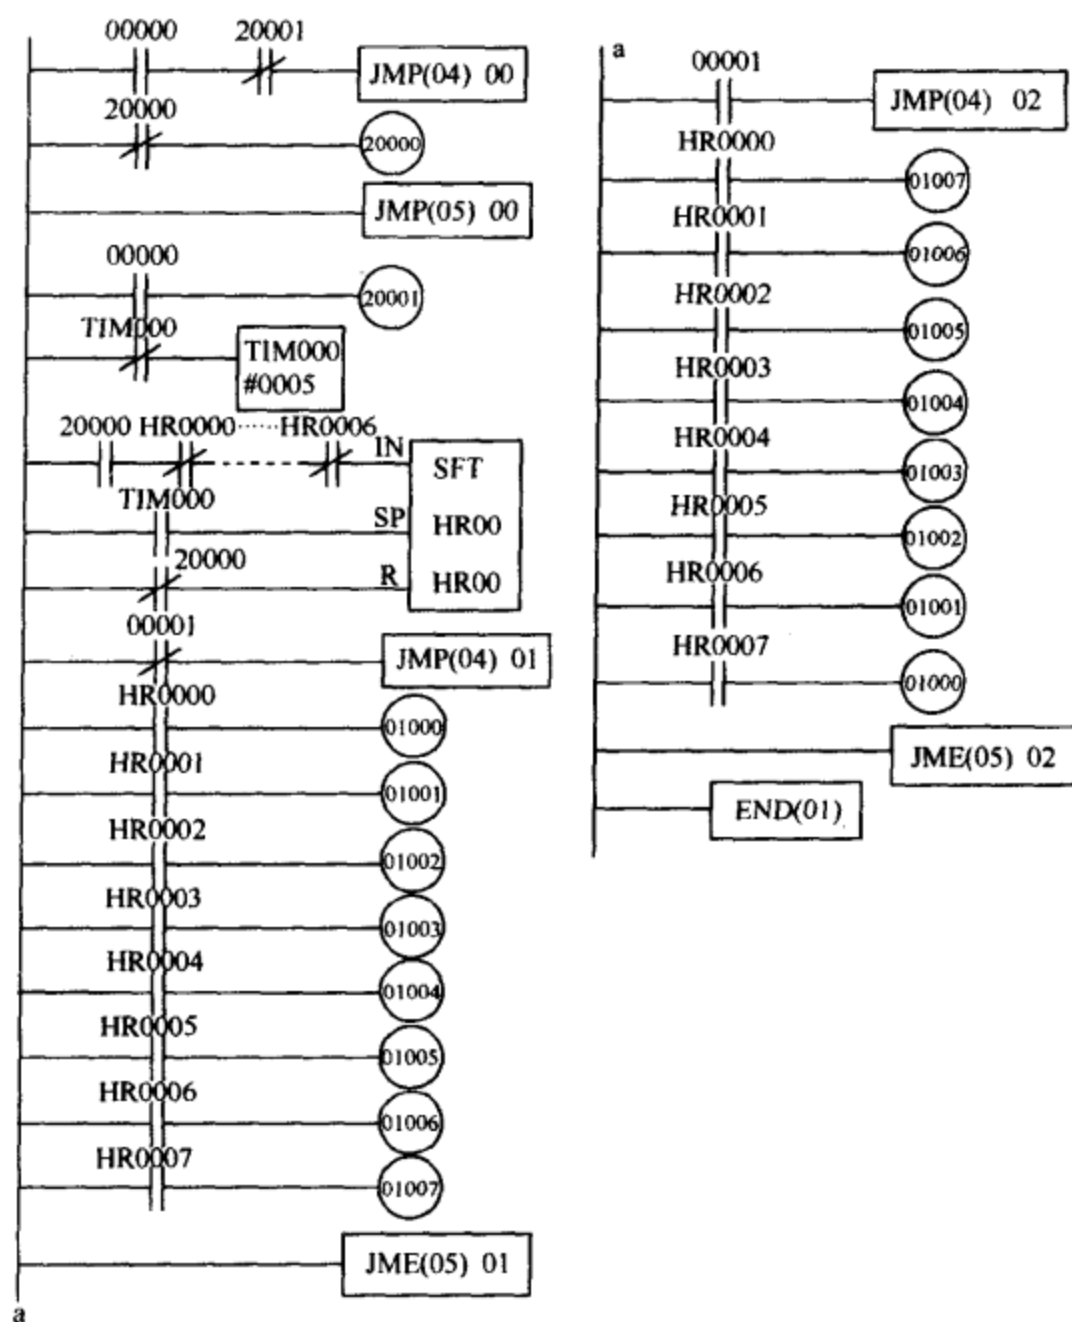 00000 20001
JMP(04) 00
20000
20000
JMP(05) 00
00000
20001
TIM000
TIM000
#0005
20000 HR0000 ...... HR0006
IN
SFT
TIM000
SP
HR00
20000
R
HR00
00001
JMP(04) 01
HR0000
01000
HR0001
01001
HR0002
01002
HR0003
01003
HR0004
01004
HR0005
01005
HR0006
01006
HR0007
01007
JME(05) 01
a
a
00001
JMP(04) 02
HR0000
01007
HR0001
01006
HR0002
01005
HR0003
01004
HR0004
01003
HR0005
01002
HR0006
01001
HR0007
01000
JME(05) 02
END(01)